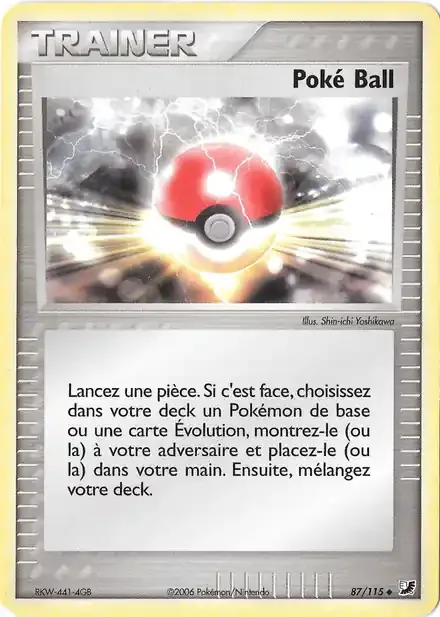 TRAINER
Poké Ball
Illus. Shin-ichi Yoshikawa
Lancez une pièce. Si c'est face, choisissez
dans votre deck un Pokémon de base
ou une carte Évolution, montrez-le (ou
la) à votre adversaire et placez-le (ou
la) dans votre main. Ensuite, mélangez
votre deck.
RKW-441-4GB
©2006 Pokémon/Nintendo
87/115